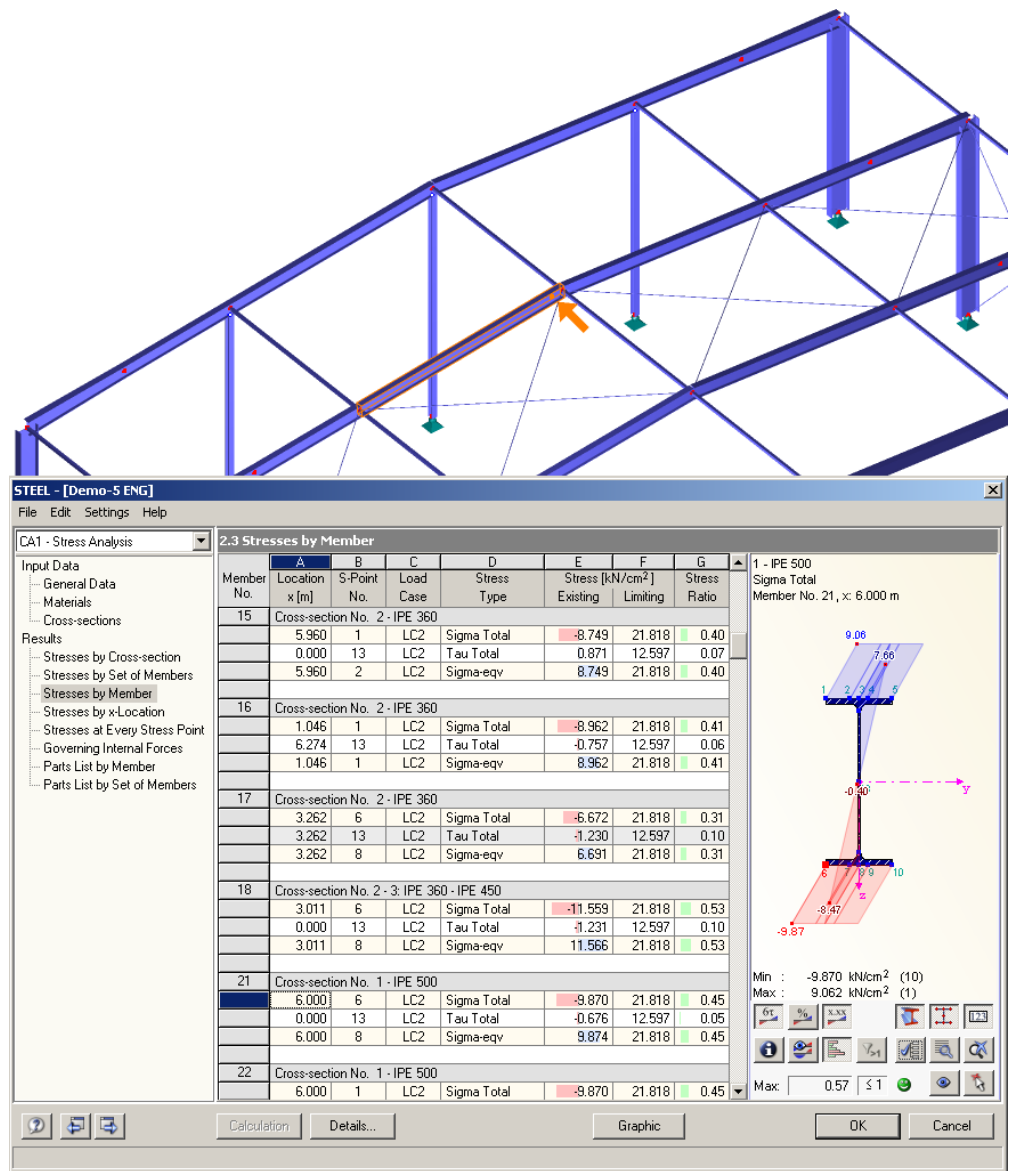 STEEL - [Demo-5 ENG]
File Edit Settings Help
CA1 - Stress Analysis
Input Data
General Data
Materials
Cross-sections
Results
Stresses by Cross-section
Stresses by Set of Members
Stresses by Member
Stresses by x-Location
Stresses at Every Stress Point
Governing Internal Forces
Parts List by Member
Parts List by Set of Members
2.3 Stresses by Member
A B C D E F G
Member Location S-Point Load Stress Stress [kN/cm²] Stress
No. x [m] No. Case Type Existing Limiting Ratio
15 Cross-section No. 2 - IPE 360
5.960 1 LC2 Sigma Total -8.749 21.818 0.40
0.000 13 LC2 Tau Total 0.871 12.597 0.07
5.960 2 LC2 Sigma-eqv 8.749 21.818 0.40
16 Cross-section No. 2 - IPE 360
1.046 1 LC2 Sigma Total -8.962 21.818 0.41
6.274 13 LC2 Tau Total -0.757 12.597 0.06
1.046 1 LC2 Sigma-eqv 8.962 21.818 0.41
17 Cross-section No. 2 - IPE 360
3.262 6 LC2 Sigma Total -6.672 21.818 0.31
3.262 13 LC2 Tau Total -1.230 12.597 0.10
3.262 8 LC2 Sigma-eqv 6.691 21.818 0.31
18 Cross-section No. 2 - 3: IPE 360 - IPE 450
3.011 6 LC2 Sigma Total -11.559 21.818 0.53
0.000 13 LC2 Tau Total -1.231 12.597 0.10
3.011 8 LC2 Sigma-eqv 11.566 21.818 0.53
21 Cross-section No. 1 - IPE 500
6.000 6 LC2 Sigma Total -9.870 21.818 0.45
0.000 13 LC2 Tau Total -0.676 12.597 0.05
6.000 8 LC2 Sigma-eqv 9.874 21.818 0.45
22 Cross-section No. 1 - IPE 500
6.000 1 LC2 Sigma Total -9.870 21.818 0.45
1 - IPE 500
Sigma Total
Member No. 21, x: 6.000 m
9.06
7.66
1 2 3 4 5
-0.40
y
6 7 8 9 10
z
-8.47
-9.87
Min : -9.870 kN/cm² (10)
Max : 9.062 kN/cm² (1)
στ % x.xx 123
Max: 0.57 ≤ 1
Calculation Details... Graphic OK Cancel